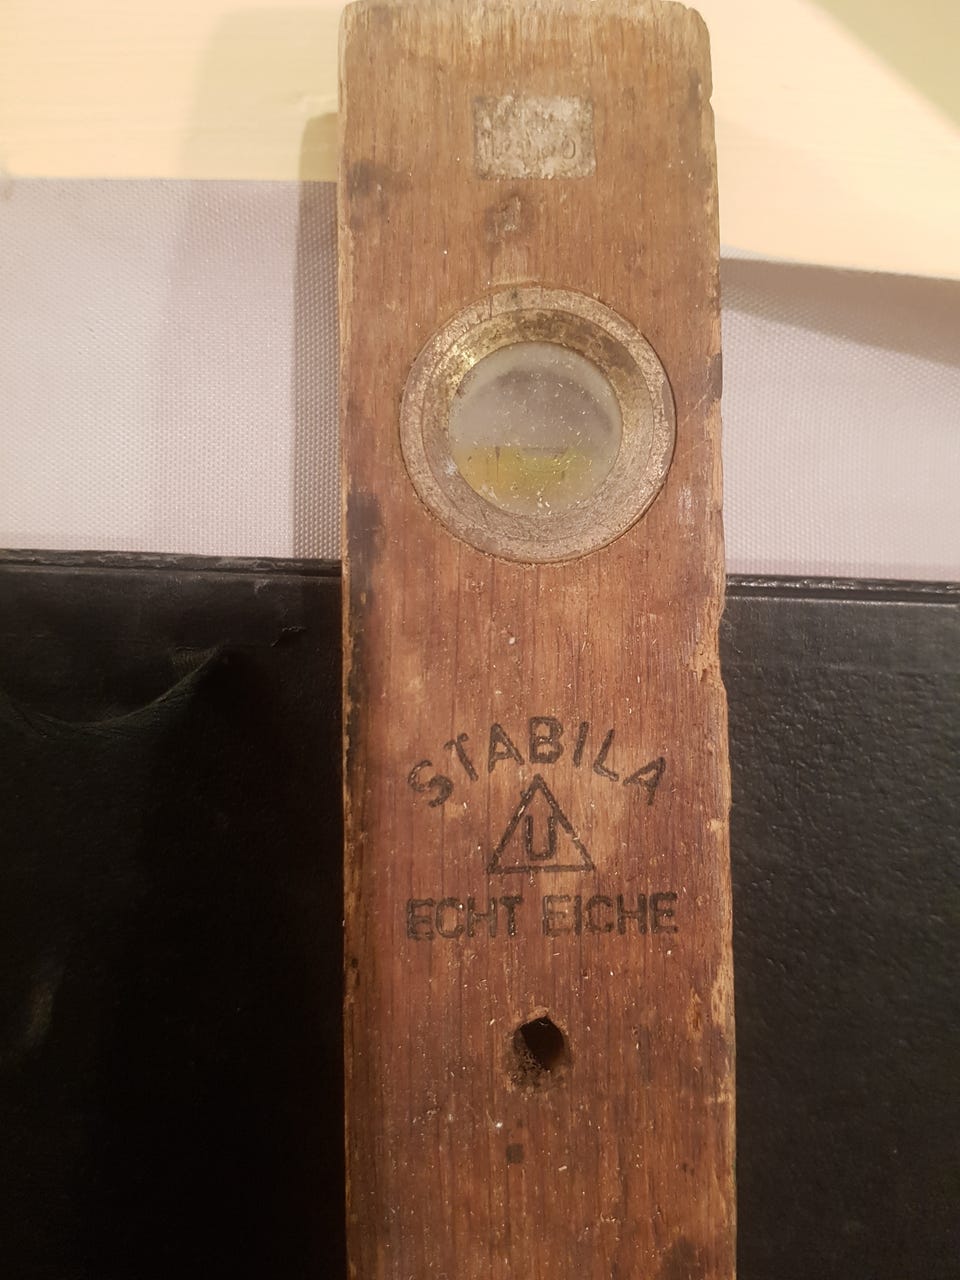 STABILA
U
ECHT EICHE